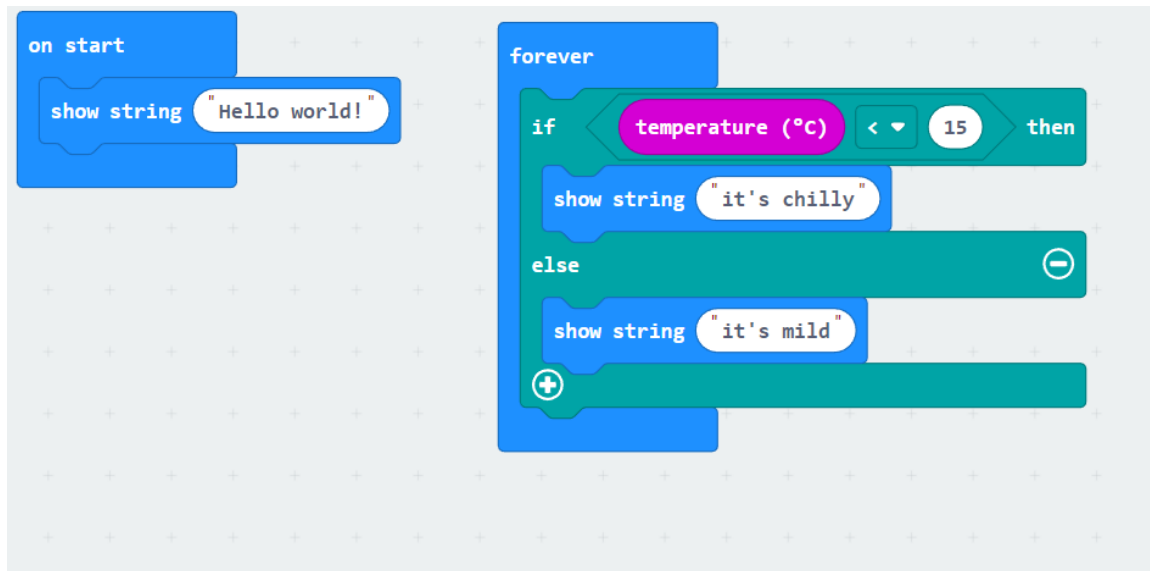 on start
show string "Hello world!"
forever
if temperature (°C) < 15 then
show string "it's chilly"
else
show string "it's mild"